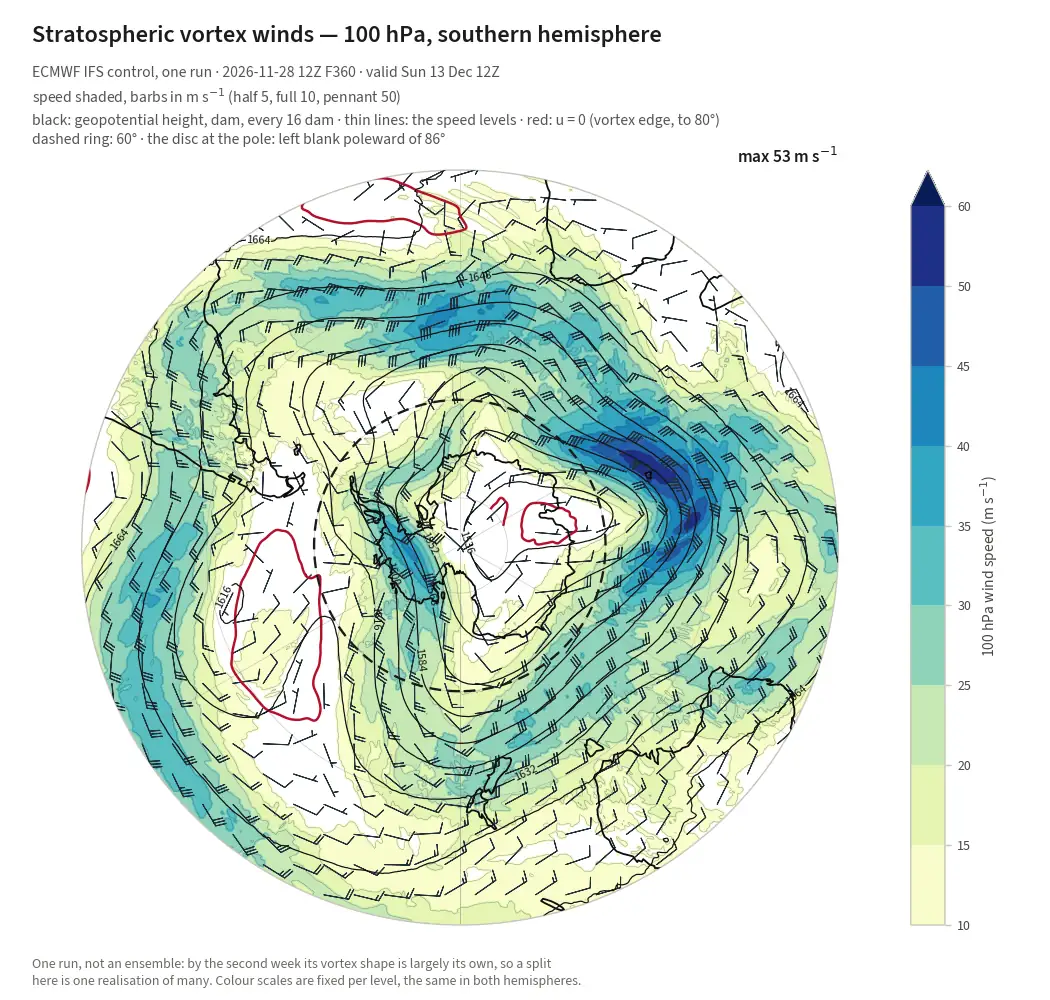 Stratospheric vortex winds — 100 hPa, southern hemisphere
ECMWF IFS control, one run · 2026-11-28 12Z F360 · valid Sun 13 Dec 12Z
speed shaded, barbs in m s⁻¹ (half 5, full 10, pennant 50)
black: geopotential height, dam, every 16 dam · thin lines: the speed levels · red: u = 0 (vortex edge, to 80°)
dashed ring: 60° · the disc at the pole: left blank poleward of 86°
max 53 m s⁻¹
60
50
45
40
35
30
25
20
15
10
100 hPa wind speed (m s⁻¹)
1664
1648
1664
1664
1536
1616
1616
1584
1632
1664
One run, not an ensemble: by the second week its vortex shape is largely its own, so a split
here is one realisation of many. Colour scales are fixed per level, the same in both hemispheres.